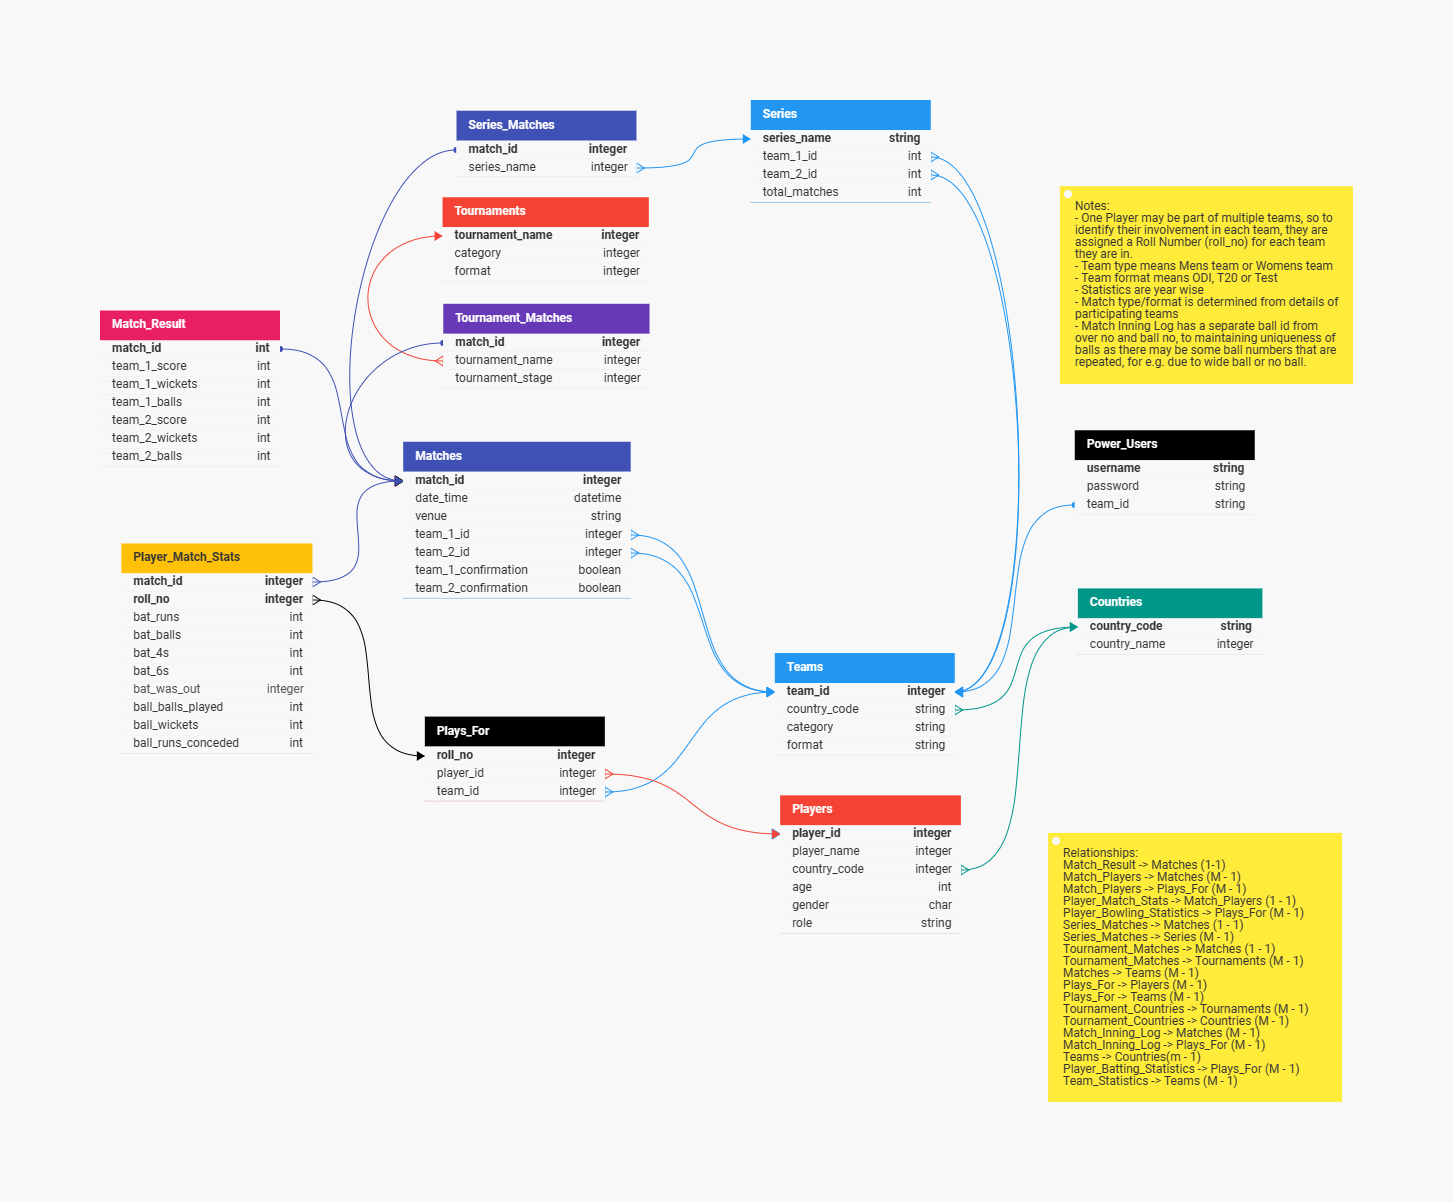 Series_Matches
match_id integer
series_name integer
Series
series_name string
team_1_id int
team_2_id int
total_matches int
Tournaments
tournament_name integer
category integer
format integer
Notes:
- One Player may be part of multiple teams, so to
identify their involvement in each team, they are
assigned a Roll Number (roll_no) for each team
they are in.
- Team type means Mens team or Womens team
- Team format means ODI, T20 or Test
- Statistics are year wise
- Match type/format is determined from details of
participating teams
- Match Inning Log has a separate ball id from
over no and ball no, to maintaining uniqueness of
balls as there may be some ball numbers that are
repeated, for e.g. due to wide ball or no ball.
Tournament_Matches
match_id integer
tournament_name integer
tournament_stage integer
Match_Result
match_id int
team_1_score int
team_1_wickets int
team_1_balls int
team_2_score int
team_2_wickets int
team_2_balls int
Matches
match_id integer
date_time datetime
venue string
team_1_id integer
team_2_id integer
team_1_confirmation boolean
team_2_confirmation boolean
Power_Users
username string
password string
team_id string
Player_Match_Stats
match_id integer
roll_no integer
bat_runs int
bat_balls int
bat_4s int
bat_6s int
bat_was_out integer
ball_balls_played int
ball_wickets int
ball_runs_conceded int
Countries
country_code string
country_name integer
Teams
team_id integer
country_code string
category string
format string
Plays_For
roll_no integer
player_id integer
team_id integer
Players
player_id integer
player_name integer
country_code integer
age int
gender char
role string
Relationships:
Match_Result -> Matches (1-1)
Match_Players -> Matches (M - 1)
Match_Players -> Plays_For (M - 1)
Player_Match_Stats -> Match_Players (1 - 1)
Player_Bowling_Statistics -> Plays_For (M - 1)
Series_Matches -> Matches (1 - 1)
Series_Matches -> Series (M - 1)
Tournament_Matches -> Matches (1 - 1)
Tournament_Matches -> Tournaments (M - 1)
Matches -> Teams (M - 1)
Plays_For -> Players (M - 1)
Plays_For -> Teams (M - 1)
Tournament_Countries -> Tournaments (M - 1)
Tournament_Countries -> Countries (M - 1)
Match_Inning_Log -> Matches (M - 1)
Match_Inning_Log -> Plays_For (M - 1)
Teams -> Countries(m - 1)
Player_Batting_Statistics -> Plays_For (M - 1)
Team_Statistics -> Teams (M - 1)